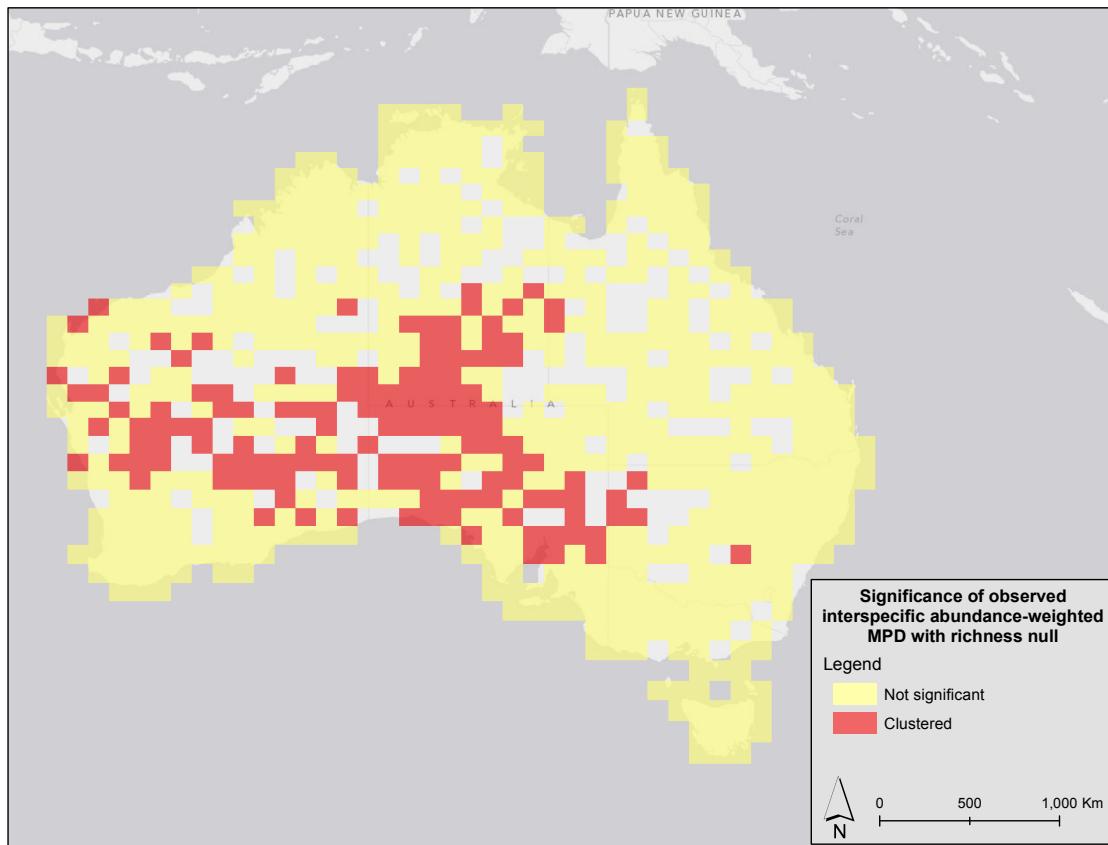 PAPUA NEW GUINEA
Coral
Sea
AUSTRALIA
Significance of observed
interspecific abundance-weighted
MPD with richness null
Legend
Not significant
Clustered
N
0 500 1,000 Km